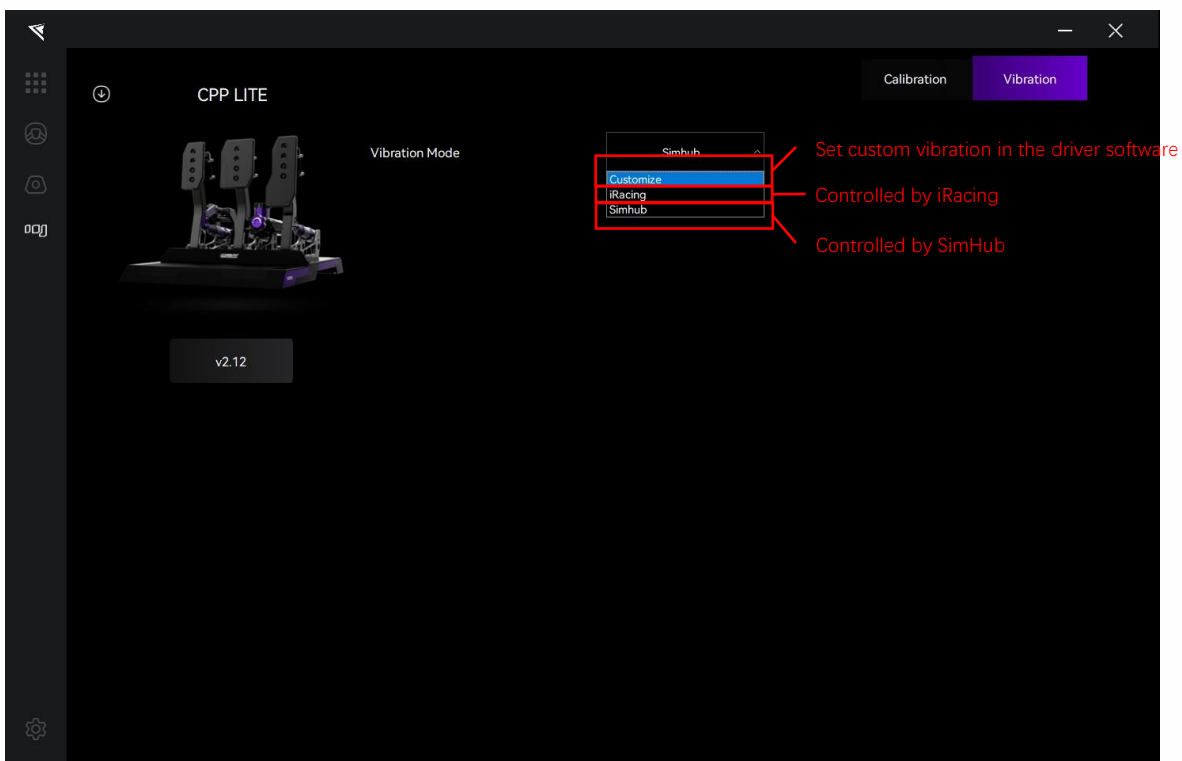 Calibration
Vibration
CPP LITE
Vibration Mode
Simhub
Set custom vibration in the driver software
Customize
iRacing
Controlled by iRacing
Simhub
Controlled by SimHub
v2.12